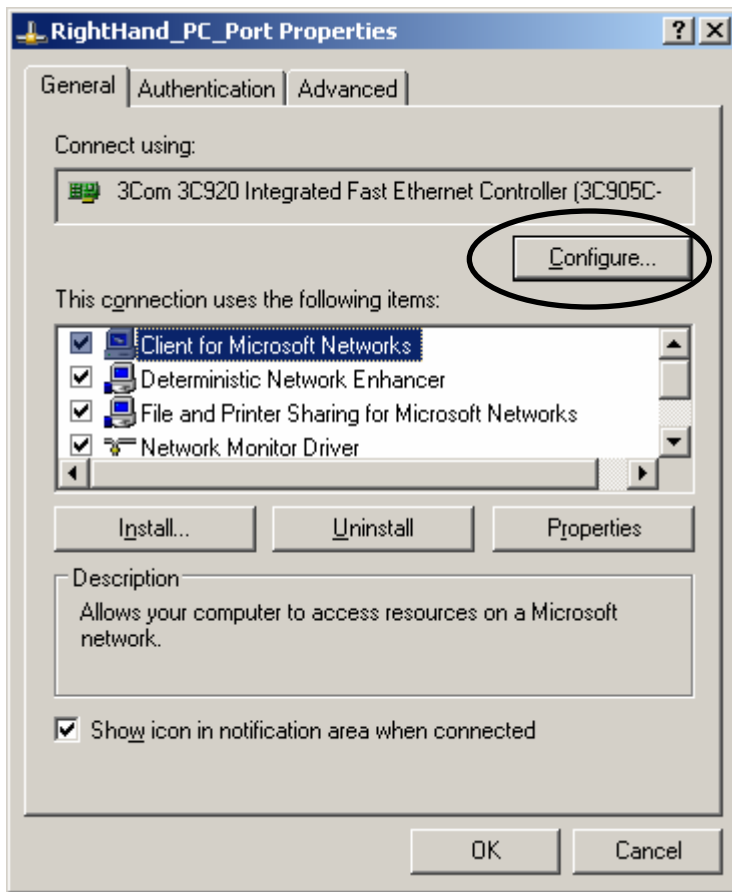 RightHand_PC_Port Properties
General Authentication Advanced
Connect using:
3Com 3C920 Integrated Fast Ethernet Controller (3C905C-
Configure...
This connection uses the following items:
Client for Microsoft Networks
Deterministic Network Enhancer
File and Printer Sharing for Microsoft Networks
Network Monitor Driver
Install... Uninstall Properties
Description
Allows your computer to access resources on a Microsoft
network.
Show icon in notification area when connected
OK Cancel